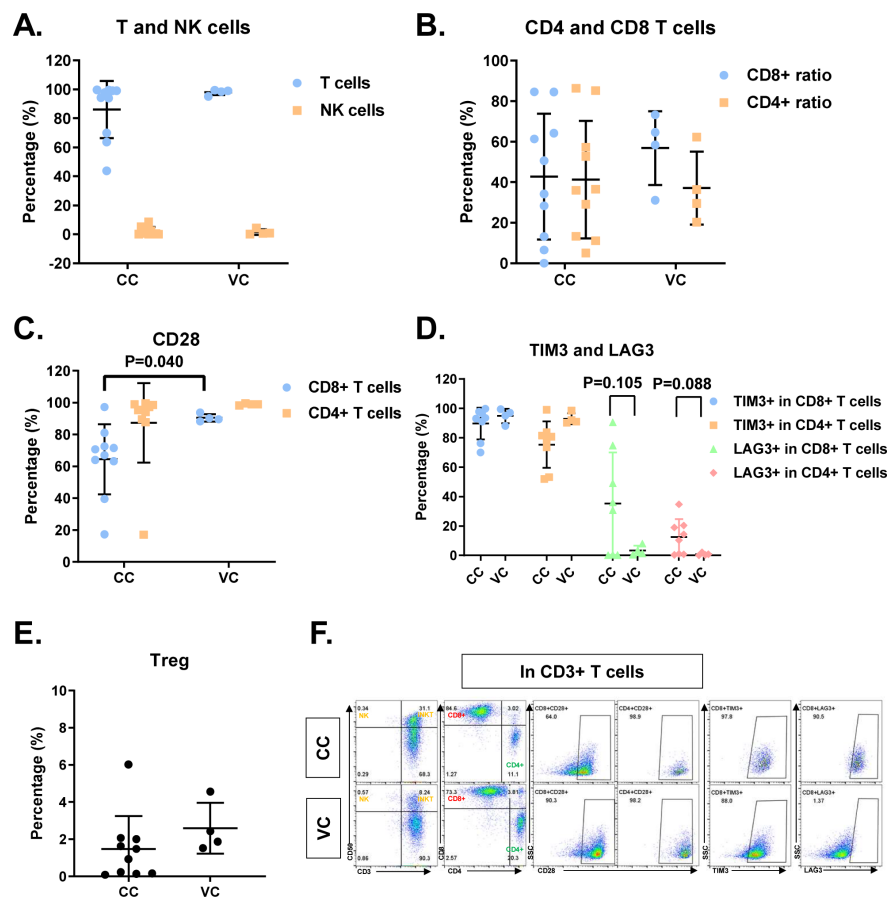 A.
T and NK cells
Percentage (%)
120
100
80
60
40
20
0
-20
CC
VC
T cells
NK cells
B.
CD4 and CD8 T cells
Percentage (%)
100
80
60
40
20
0
CC
VC
CD8+ ratio
CD4+ ratio
C.
CD28
P=0.040
Percentage (%)
120
100
80
60
40
20
0
CC
VC
CD8+ T cells
CD4+ T cells
D.
TIM3 and LAG3
P=0.105
P=0.088
Percentage (%)
120
100
80
60
40
20
0
CC
VC
CC
VC
CC
VC
CC
VC
TIM3+ in CD8+ T cells
TIM3+ in CD4+ T cells
LAG3+ in CD8+ T cells
LAG3+ in CD4+ T cells
E.
Treg
Percentage (%)
10
8
6
4
2
0
CC
VC
F.
In CD3+ T cells
CC
0.34
31.1
NK
NKT
0.29
68.3
84.6
3.02
CD8+
CD4+
1.27
11.1
CD8+CD28+
64.0
CD4+CD28+
98.9
CD8+TIM3+
97.8
CD8+LAG3+
90.5
VC
0.57
8.24
NK
NKT
0.86
90.3
73.3
3.81
CD8+
CD4+
2.57
20.3
CD8+CD28+
90.3
CD4+CD28+
98.2
CD8+TIM3+
88.0
CD8+LAG3+
1.37
CD3
CD8
CD4
SSC
CD28
SSC
TIM3
SSC
LAG3